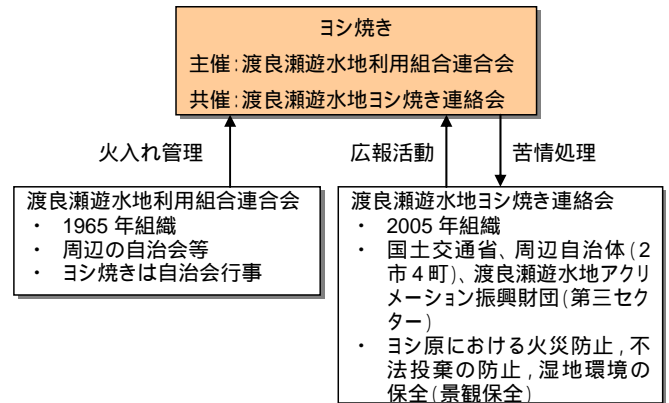 ヨシ焼き
主催:渡良瀬遊水地利用組合連合会
共催:渡良瀬遊水地ヨシ焼き連絡会
火入れ管理
広報活動
苦情処理
渡良瀬遊水地利用組合連合会
・ 1965 年組織
・ 周辺の自治会等
・ ヨシ焼きは自治会行事
渡良瀬遊水地ヨシ焼き連絡会
・ 2005 年組織
・ 国土交通省、周辺自治体(2
市4町)、渡良瀬遊水地アクリ
メーション振興財団(第三セク
ター)
・ ヨシ原における火災防止,不
法投棄の防止,湿地環境の
保全(景観保全)